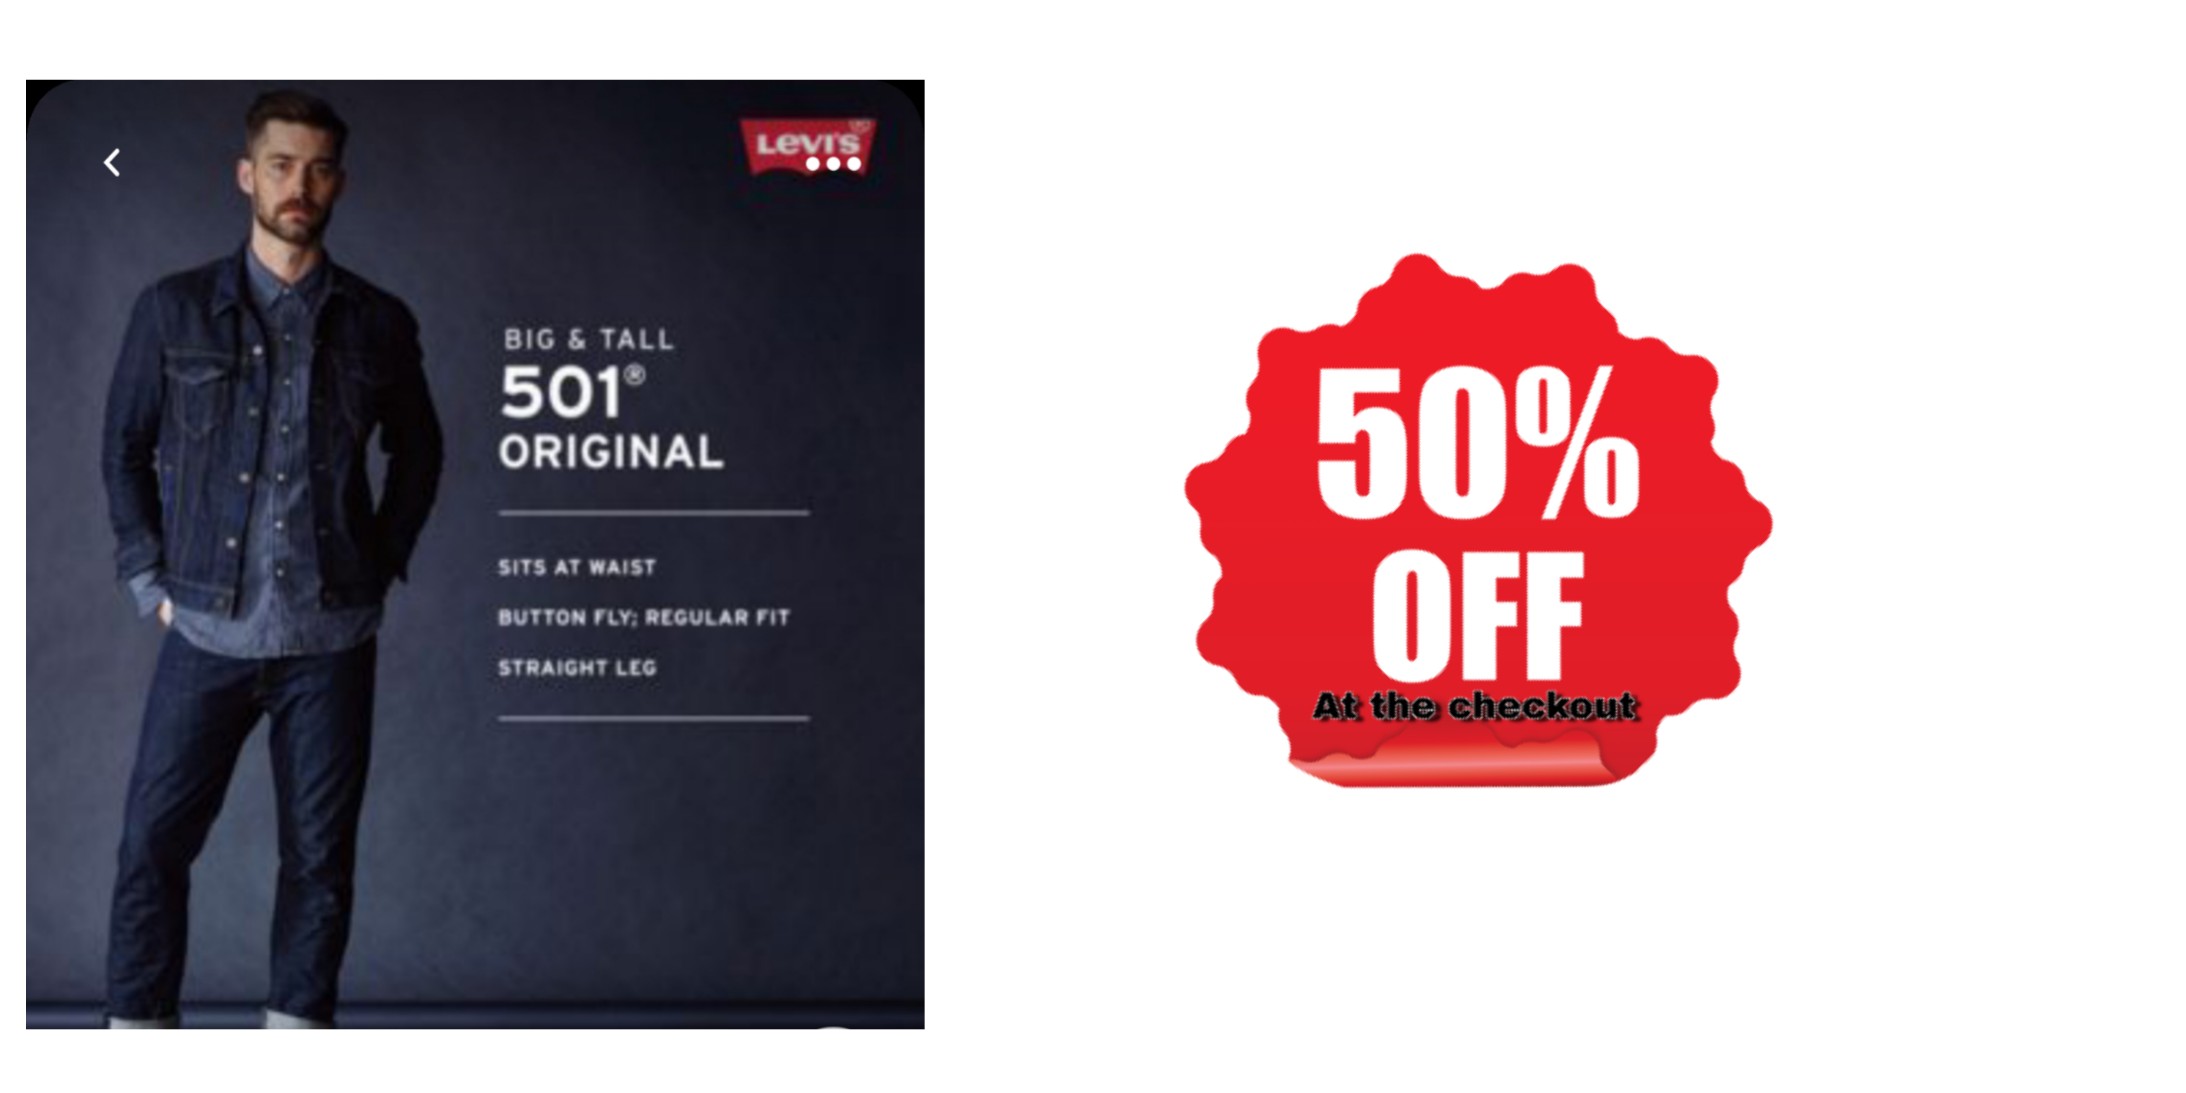 LEVI'S
BIG & TALL
501®
ORIGINAL
SITS AT WAIST
BUTTON FLY; REGULAR FIT
STRAIGHT LEG
50%
OFF
At the checkout